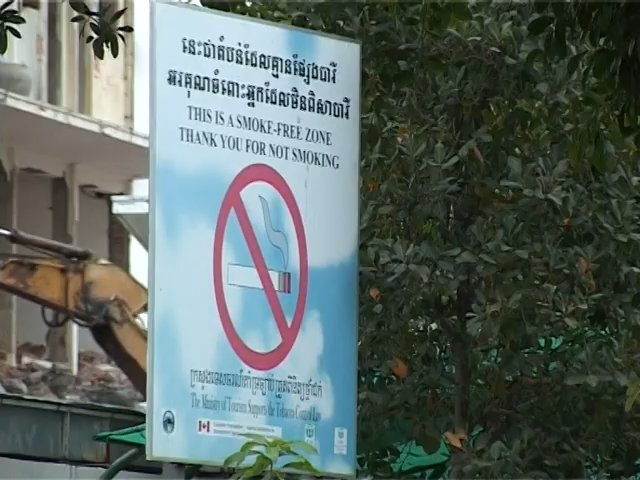 នេះជាតំបន់ដែលគ្មានផ្សែងបារី
អរគុណចំពោះអ្នកដែលមិនពិសាបារី
THIS IS A SMOKE-FREE ZONE
THANK YOU FOR NOT SMOKING
The Ministry of Tourism Supports the Tobacco Control Law